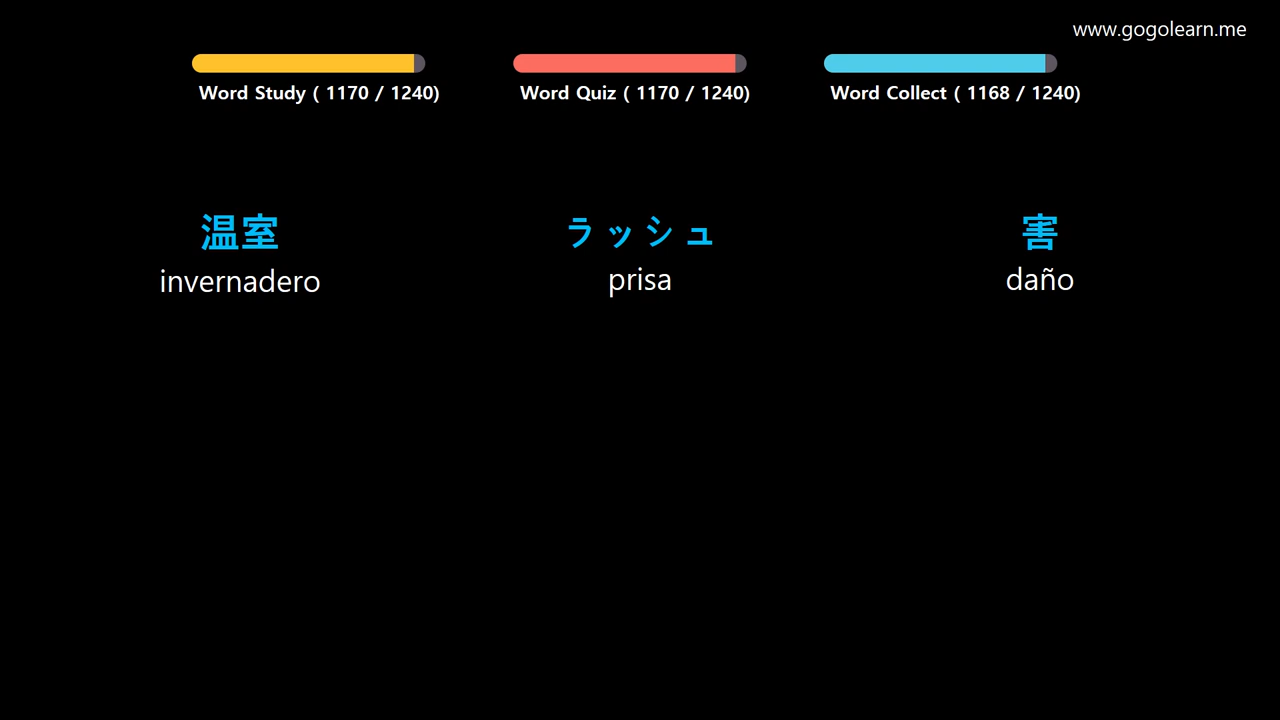 www.gogolearn.me
Word Study ( 1170 / 1240)
Word Quiz ( 1170 / 1240)
Word Collect ( 1168 / 1240)
温室
invernadero
ラッシュ
prisa
害
daño